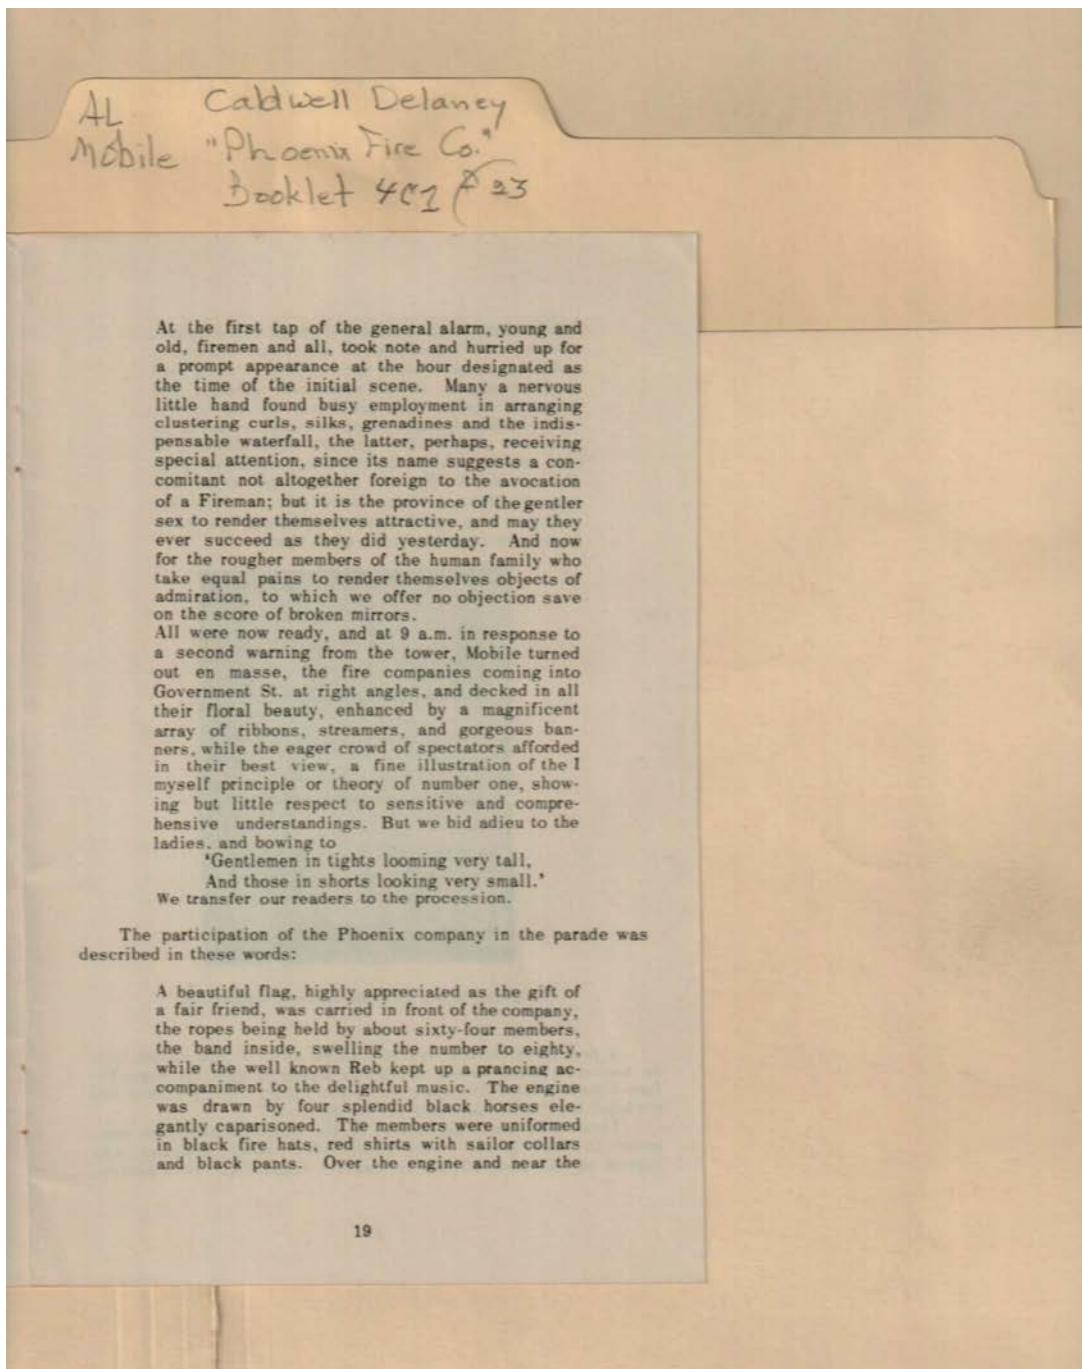 AL Caldwell Delaney
Mobile "Phoenix Fire Co."
Booklet
At the first tap of the general alarm, young and
old, firemen and all, took note and hurried up for
a prompt appearance at the hour designated as
the time of the initial scene. Many a nervous
little hand found busy employment in arranging
clustering curls, silks, grenadines and the indis-
pensable waterfall, the latter, perhaps, receiving
special attention, since its name suggests a con-
comitant not altogether foreign to the avocation
of a Fireman; but it is the province of the gentler
sex to render themselves attractive, and may they
ever succeed as they did yesterday. And now
for the rougher members of the human family who
take equal pains to render themselves objects of
admiration, to which we offer no objection save
on the score of broken mirrors.
All were now ready, and at 9 a.m. in response to
a second warning from the tower, Mobile turned
out en masse, the fire companies coming into
Government St. at right angles, and decked in all
their floral beauty, enhanced by a magnificent
array of ribbons, streamers, and gorgeous ban-
ners, while the eager crowd of spectators afforded
in their best view, a fine illustration of the I
myself principle or theory of number one, show-
ing but little respect to sensitive and compre-
hensive understandings. But we bid adieu to the
ladies, and bowing to
'Gentlemen in tights looming very tall,
And those in shorts looking very small.'
We transfer our readers to the procession.
The participation of the Phoenix company in the parade was
described in these words:
A beautiful flag, highly appreciated as the gift of
a fair friend, was carried in front of the company,
the ropes being held by about sixty-four members,
the band inside, swelling the number to eighty,
while the well known Reb kept up a prancing ac-
companiment to the delightful music. The engine
was drawn by four splendid black horses ele-
gantly caparisoned. The members were uniformed
in black fire hats, red shirts with sailor collars
and black pants. Over the engine and near the
19